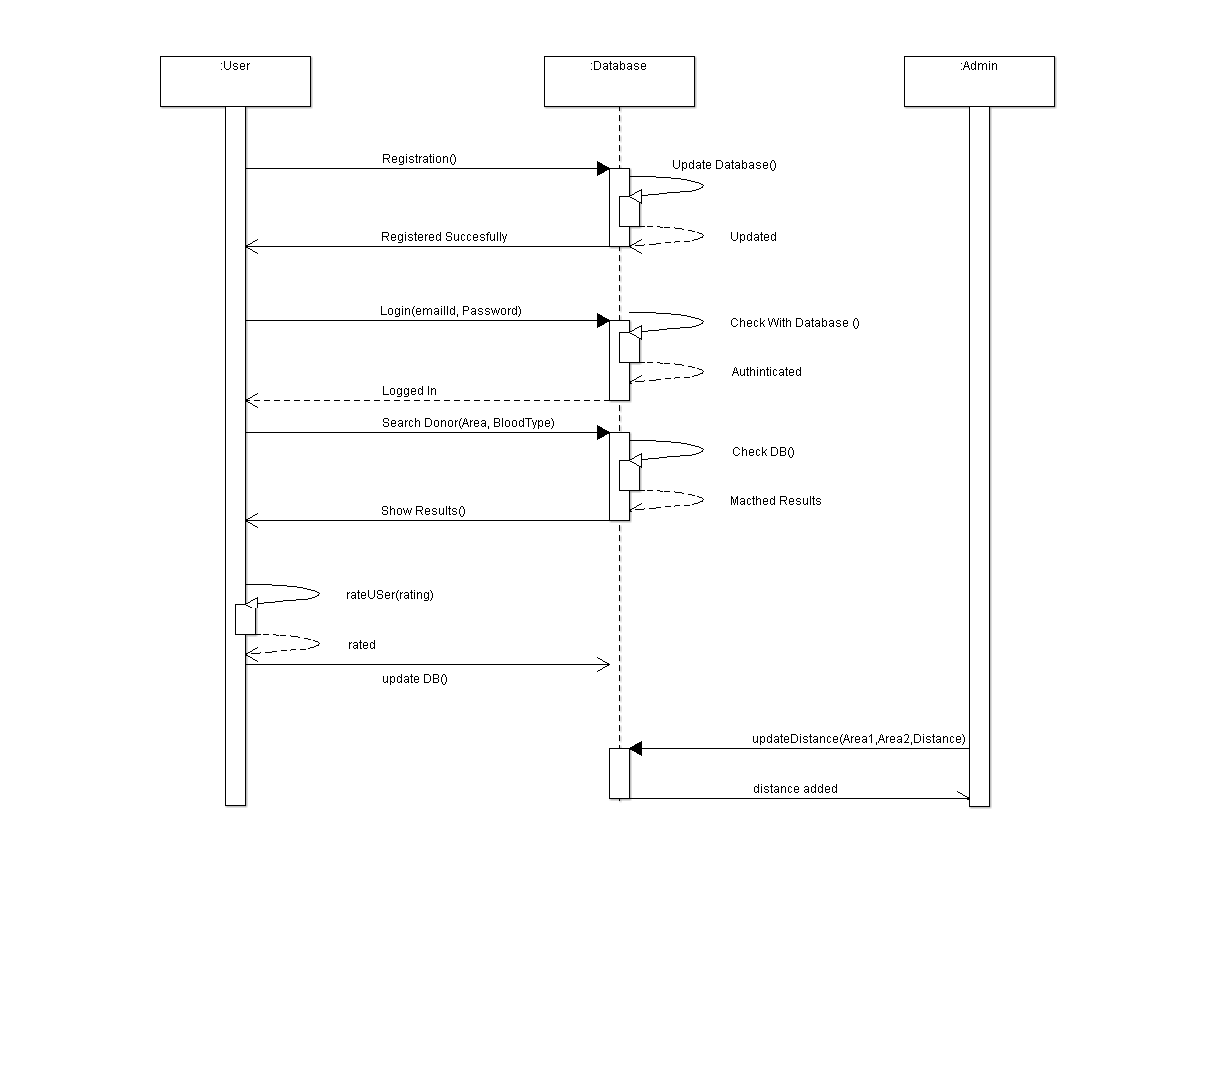 :User
:Database
:Admin
Registration()
Update Database()
Registered Succesfully
Updated
Login(emailId, Password)
Check With Database ()
Authinticated
Logged In
Search Donor(Area, BloodType)
Check DB()
Macthed Results
Show Results()
rateUSer(rating)
rated
update DB()
updateDistance(Area1,Area2,Distance)
distance added